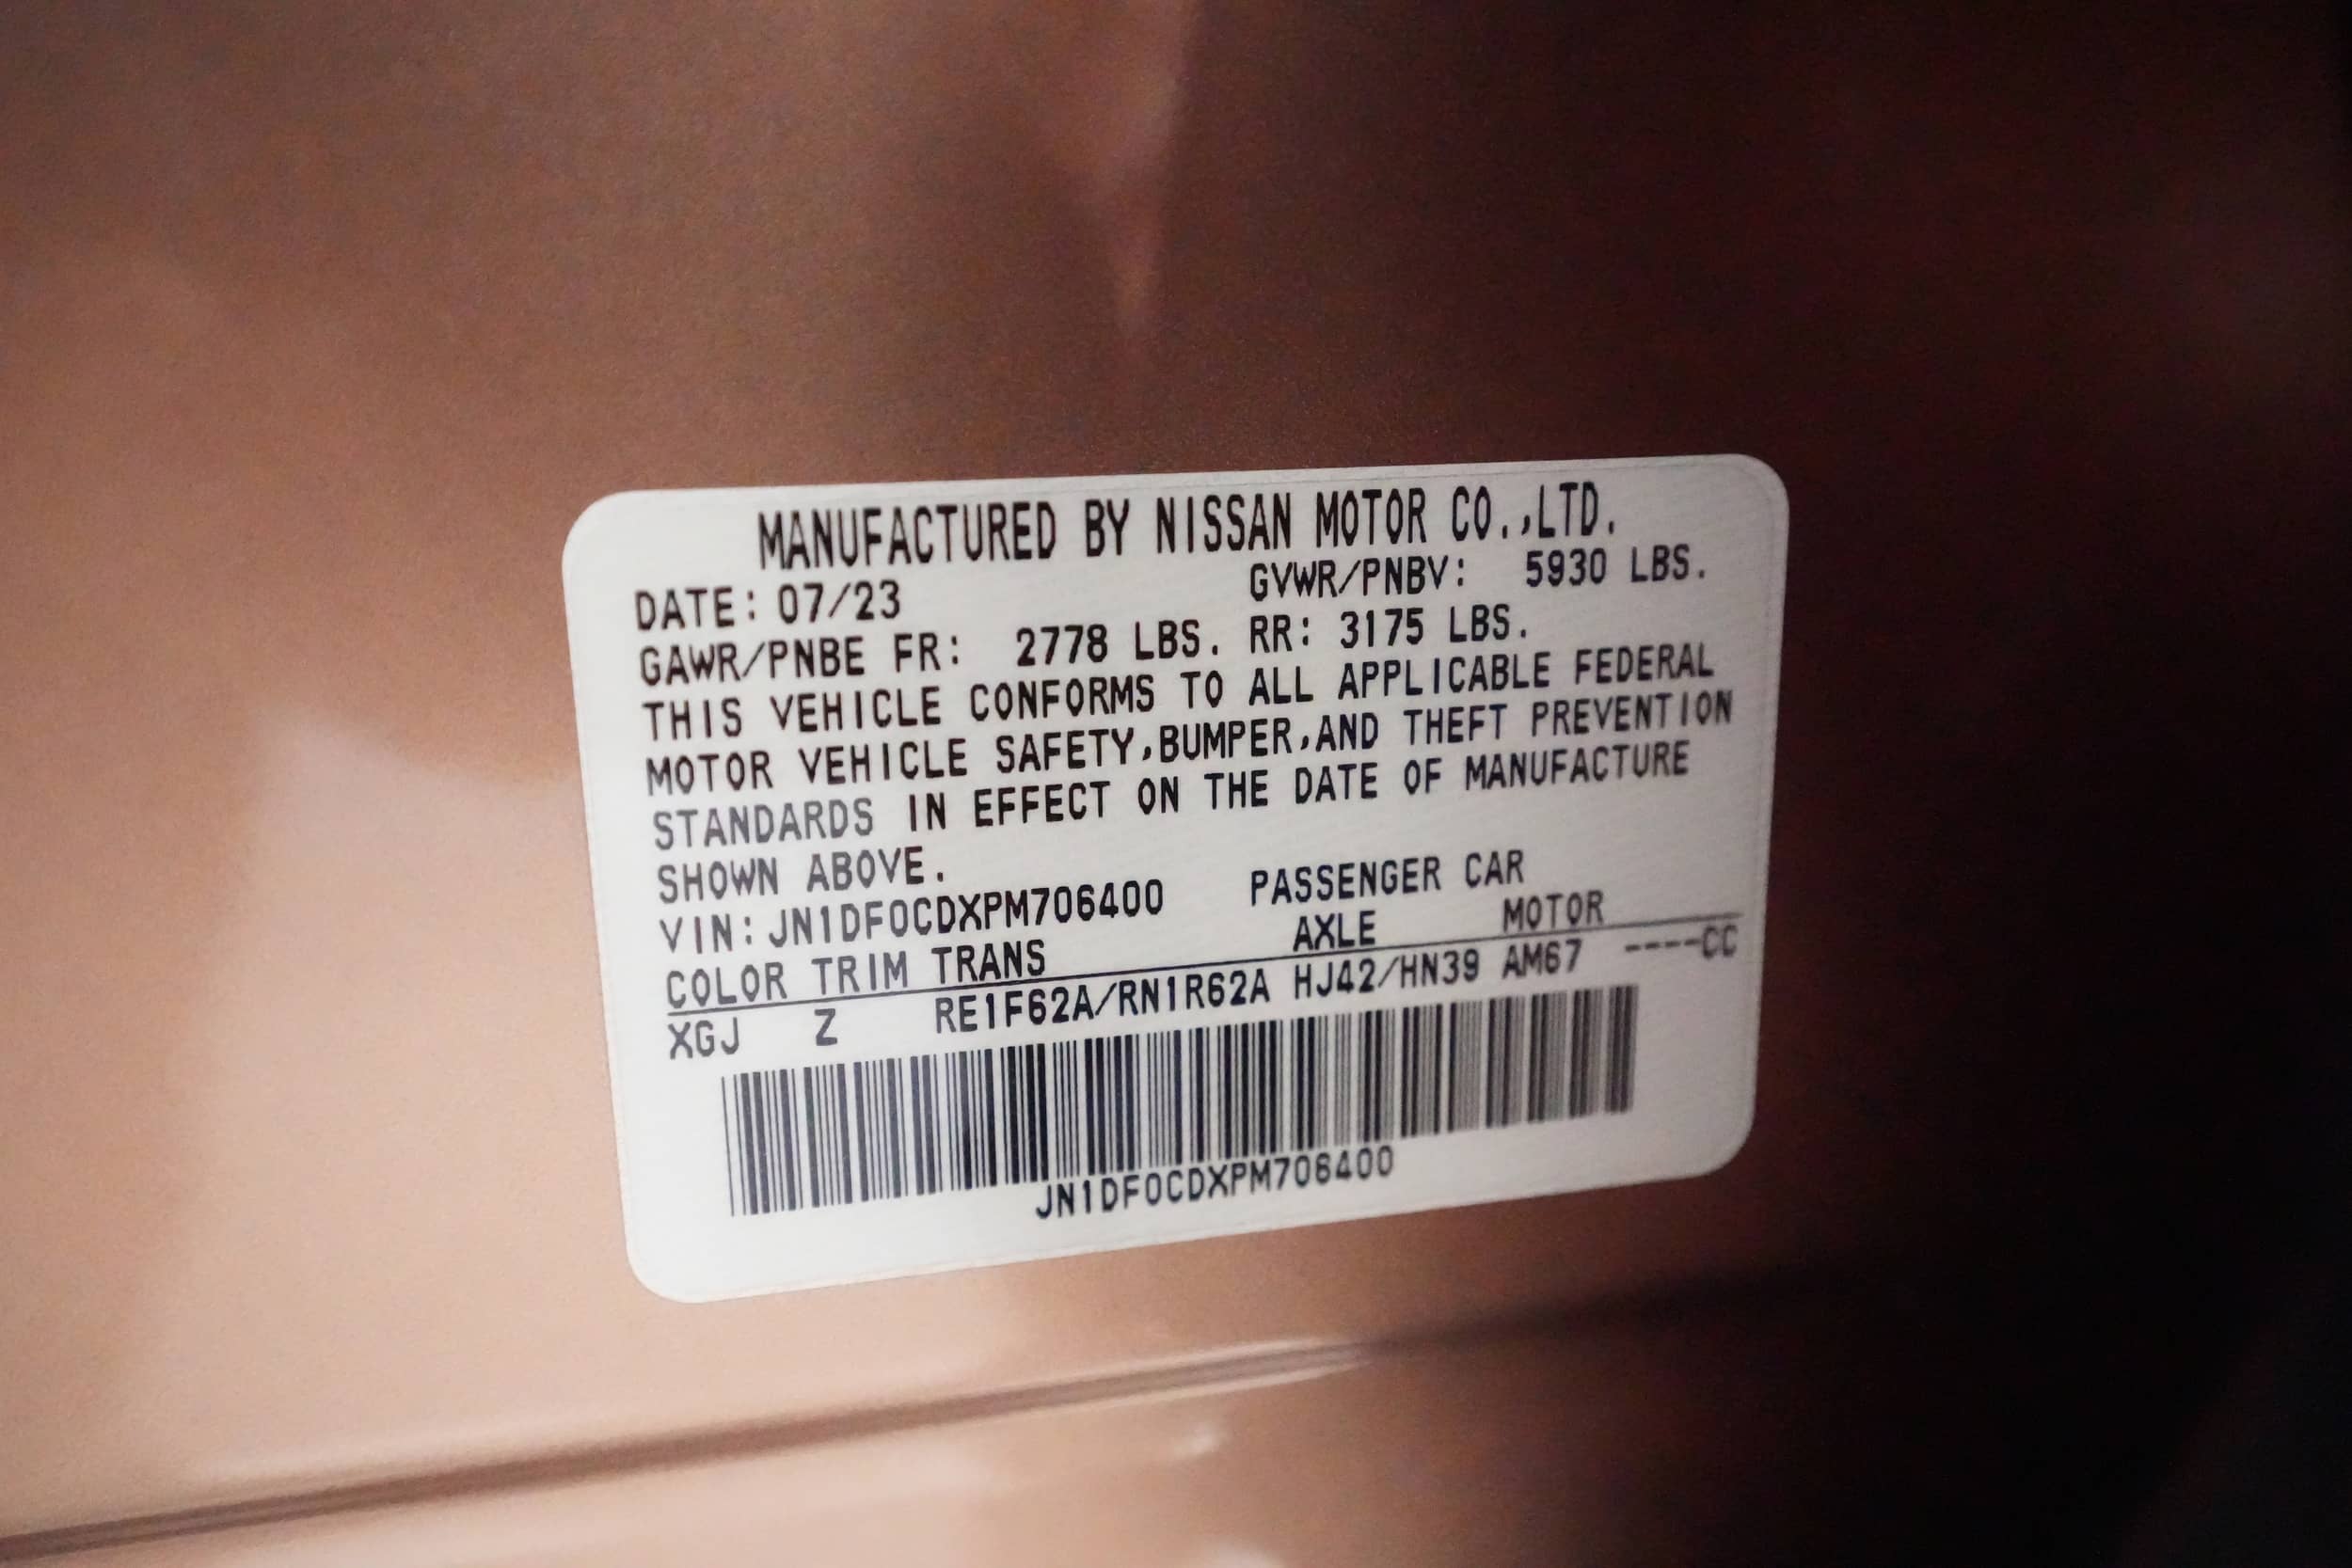 MANUFACTURED BY NISSAN MOTOR CO.,LTD.
DATE: 07/23 GVWR/PNBV: 5930 LBS.
GAWR/PNBE FR: 2778 LBS. RR: 3175 LBS.
THIS VEHICLE CONFORMS TO ALL APPLICABLE FEDERAL
MOTOR VEHICLE SAFETY,BUMPER,AND THEFT PREVENTION
STANDARDS IN EFFECT ON THE DATE OF MANUFACTURE
SHOWN ABOVE.
VIN: JN1DF0CDXPM706400 PASSENGER CAR
COLOR TRIM TRANS AXLE MOTOR
XGJ Z RE1F62A/RN1R62A HJ42/HN39 AM67 ----CC
JN1DF0CDXPM706400